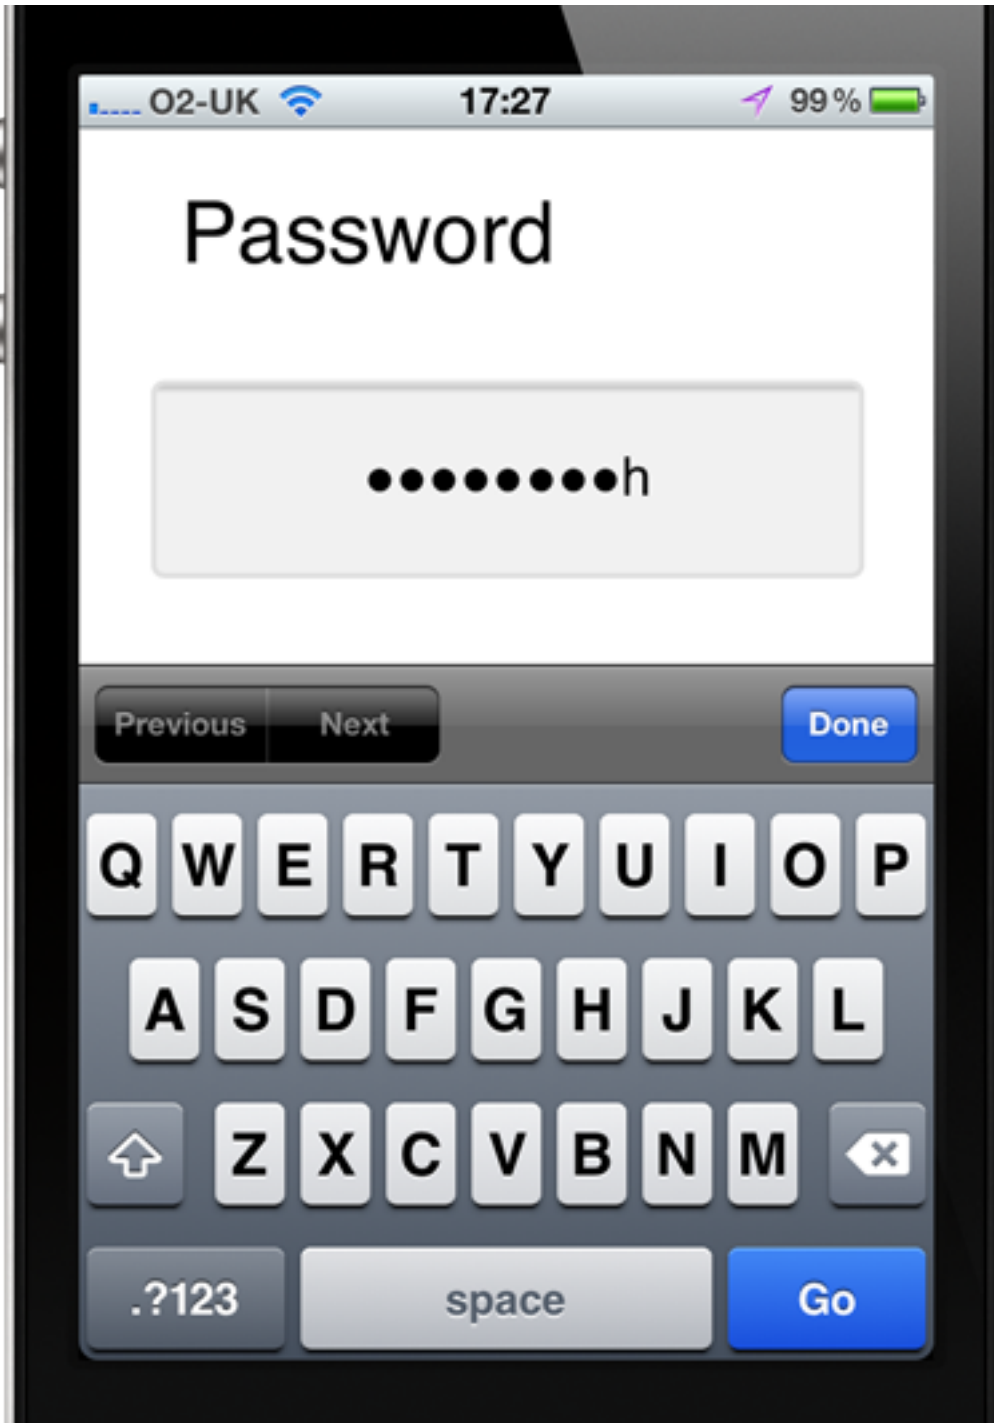 O2-UK 17:27 99%
Password
●●●●●●●●h
Previous Next Done
Q W E R T Y U I O P
A S D F G H J K L
Z X C V B N M
.?123 space Go